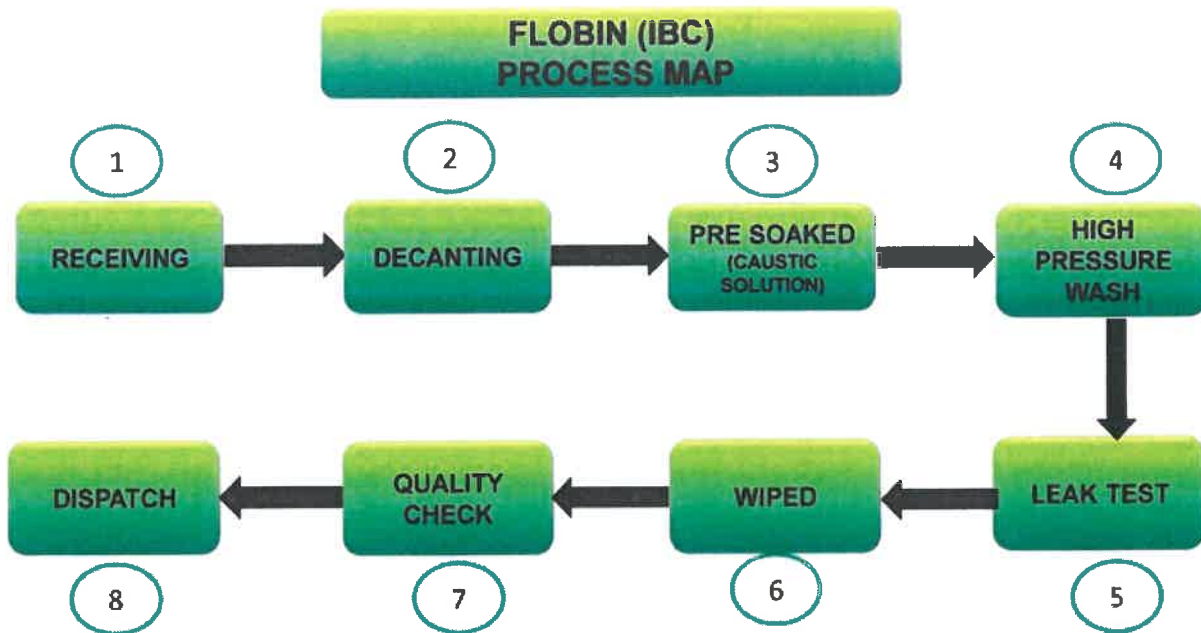 FLOBIN (IBC)
PROCESS MAP
1
RECEIVING
2
DECANTING
3
PRE SOAKED
(CAUSTIC
SOLUTION)
4
HIGH
PRESSURE
WASH
LEAK TEST
5
WIPED
6
QUALITY
CHECK
7
DISPATCH
8